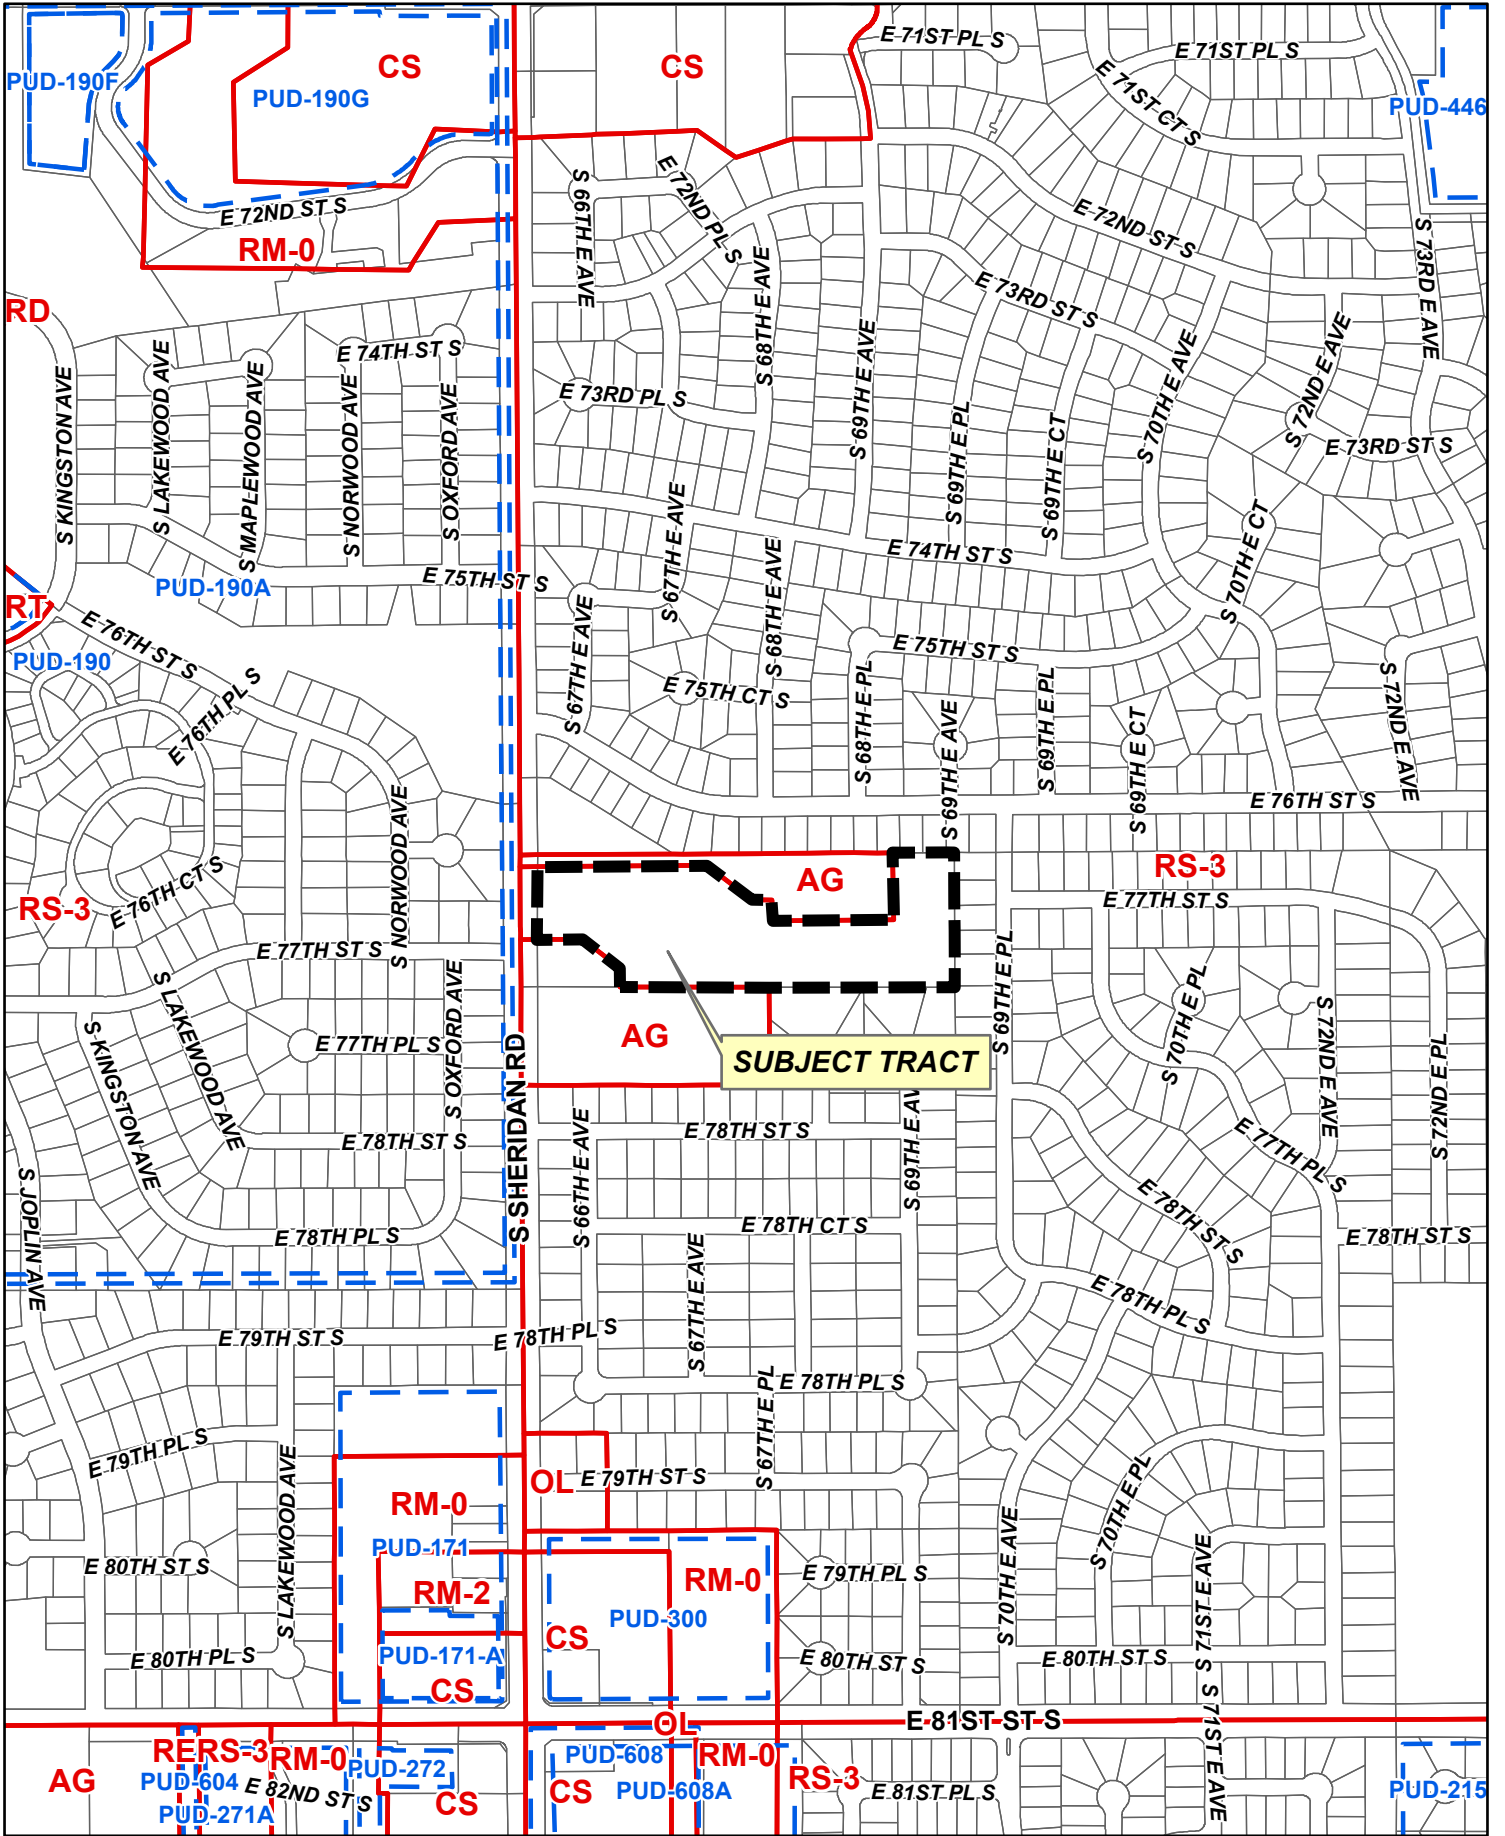 E 71ST PL S
E 71ST PL S
CS
CS
PUD-190F
PUD-190G
E 71ST CT S
PUD-446
E 72ND ST S
E 72ND PL S
S 66TH E AVE
E 72ND ST S
RM-0
S 68TH E AVE
S 73RD E AVE
E 73RD ST S
RD
E 74TH ST S
S 69TH E AVE
S 70TH E AVE
S 72ND E AVE
S KINGSTON AVE
S LAKEWOOD AVE
S MAPLEWOOD AVE
S NORWOOD AVE
S OXFORD AVE
E 73RD PL S
S 69TH E PL
S 69TH E CT
E 73RD ST S
S 67TH E AVE
E 74TH ST S
S 70TH E CT
PUD-190A
E 75TH ST S
S 68TH E AVE
RT
E 76TH ST S
S 67TH E AVE
E 75TH ST S
PUD-190
E 76TH PL S
E 75TH CT S
S 68TH E PL
S 69TH E AVE
S 69TH E PL
S 69TH E CT
S 72ND E AVE
E 76TH ST S
S NORWOOD AVE
RS-3
E 76TH CT S
AG
RS-3
E 77TH ST S
E 77TH ST S
S LAKEWOOD AVE
S OXFORD AVE
S 69TH E PL
S 70TH E PL
S 72ND E AVE
S 72ND E PL
S KINGSTON AVE
E 77TH PL S
AG
SUBJECT TRACT
S SHERIDAN RD
E 78TH ST S
S 66TH E AVE
E 78TH ST S
S 69TH E AV
E 77TH PL S
S JOPLIN AVE
E 78TH PL S
E 78TH CT S
E 78TH ST S
E 78TH ST S
S 67TH E AVE
E 78TH PL S
E 79TH ST S
E 78TH PL S
S 67TH E PL
E 78TH PL S
E 79TH PL S
S LAKEWOOD AVE
OL
E 79TH ST S
RM-0
PUD-171
S 70TH E AVE
S 70TH E PL
S 71ST E AVE
E 80TH ST S
RM-2
RM-0
E 79TH PL S
PUD-300
CS
PUD-171-A
E 80TH PL S
CS
E 80TH ST S
E 80TH ST S
OL
E 81ST ST S
S 71ST E AVE
RE
RS-3
RM-0
PUD-272
PUD-608
RM-0
AG
PUD-604
PUD-271A
E 82ND ST S
CS
CS
PUD-608A
RS-3
E 81ST PL S
PUD-215